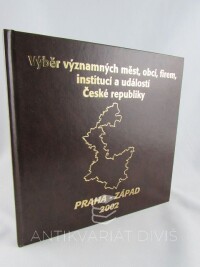 Výběr významných měst, obcí, firem,
institucí a událostí
České republiky
PRAHA - ZÁPAD
2002
ANTIKVARIÁT DIVIŠ